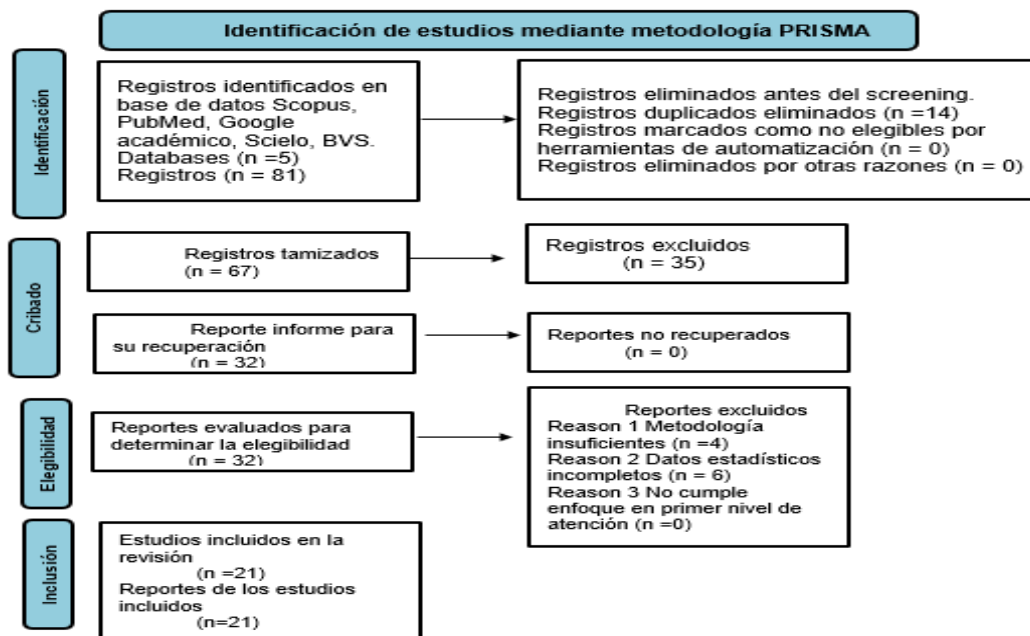 Identificación de estudios mediante metodología PRISMA
Identificación
Registros identificados en
base de datos Scopus,
PubMed, Google
académico, Scielo, BVS.
Databases (n =5)
Registros (n = 81)
Registros eliminados antes del screening.
Registros duplicados eliminados (n =14)
Registros marcados como no elegibles por
herramientas de automatización (n = 0)
Registros eliminados por otras razones (n = 0)
Cribado
Registros tamizados
(n = 67)
Registros excluidos
(n = 35)
Reporte informe para
su recuperación
(n = 32)
Reportes no recuperados
(n = 0)
Elegibilidad
Reportes evaluados para
determinar la elegibilidad
(n = 32)
Reportes excluidos
Reason 1 Metodología
insuficientes (n =4)
Reason 2 Datos estadísticos
incompletos (n = 6)
Reason 3 No cumple
enfoque en primer nivel de
atención (n =0)
Inclusión
Estudios incluidos en la
revisión
(n =21)
Reportes de los estudios
incluidos
(n=21)